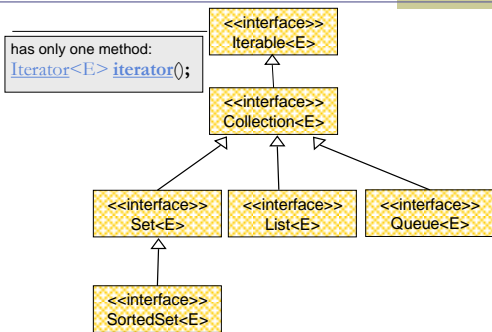 <<interface>>
Iterable<E>
has only one method:
Iterator<E> iterator();
<<interface>>
Collection<E>
<<interface>>
Set<E>
<<interface>>
List<E>
<<interface>>
Queue<E>
<<interface>>
SortedSet<E>